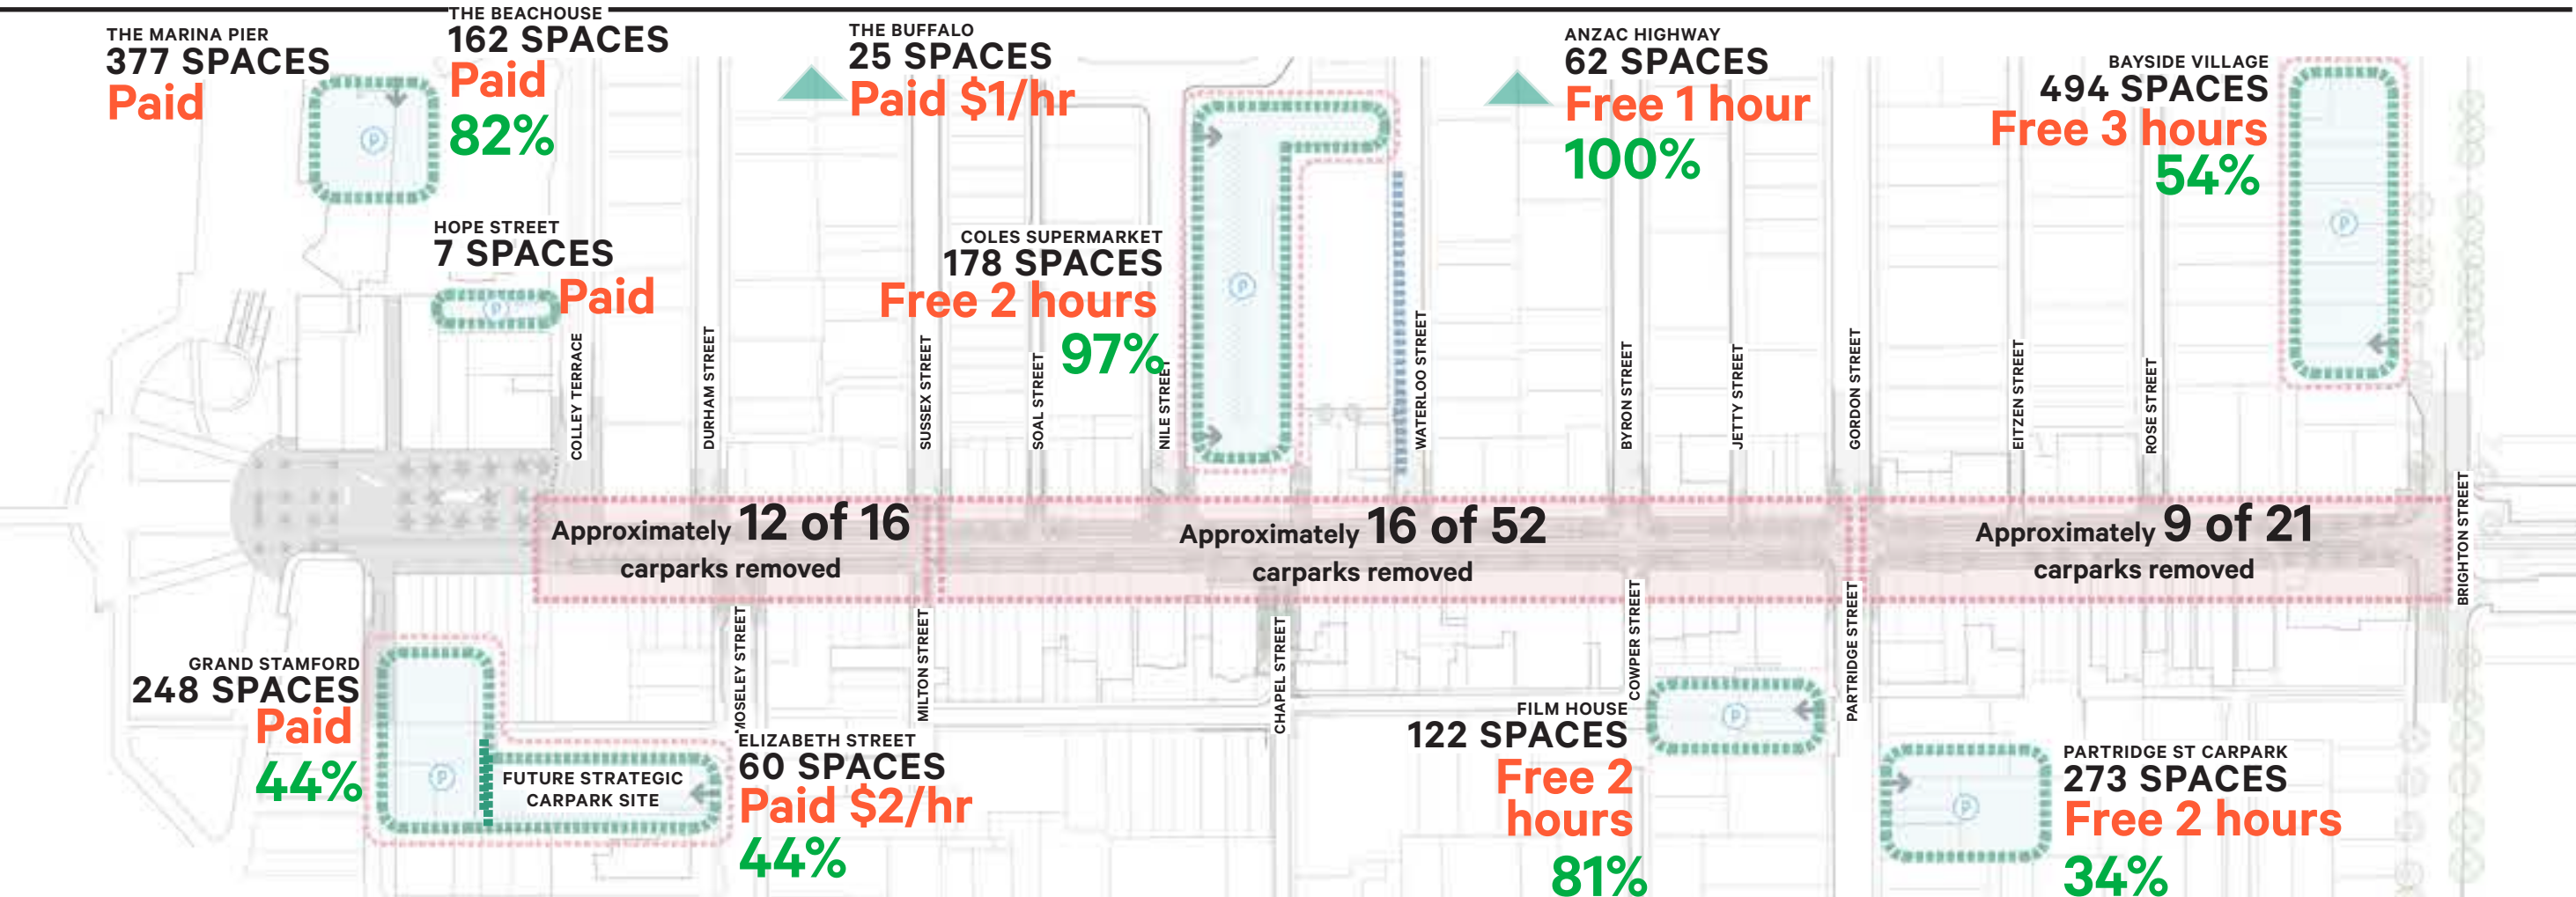 THE MARINA PIER
377 SPACES
Paid
THE BEACHOUSE
162 SPACES
Paid
82%
THE BUFFALO
25 SPACES
Paid $1/hr
ANZAC HIGHWAY
62 SPACES
Free 1 hour
100%
BAYSIDE VILLAGE
494 SPACES
Free 3 hours
54%
HOPE STREET
7 SPACES
Paid
COLES SUPERMARKET
178 SPACES
Free 2 hours
97%
P
P
P
P
COLLEY TERRACE
DURHAM STREET
SUSSEX STREET
SOAL STREET
NILE STREET
WATERLOO STREET
BYRON STREET
JETTY STREET
GORDON STREET
EITZEN STREET
ROSE STREET
BRIGHTON STREET
Approximately 12 of 16
carparks removed
Approximately 16 of 52
carparks removed
Approximately 9 of 21
carparks removed
MOSELEY STREET
MILTON STREET
CHAPEL STREET
COWPER STREET
PARTRIDGE STREET
GRAND STAMFORD
248 SPACES
Paid
44%
P
FUTURE STRATEGIC
CARPARK SITE
ELIZABETH STREET
60 SPACES
Paid $2/hr
44%
FILM HOUSE
122 SPACES
Free 2
hours
81%
P
PARTRIDGE ST CARPARK
273 SPACES
Free 2 hours
34%
P